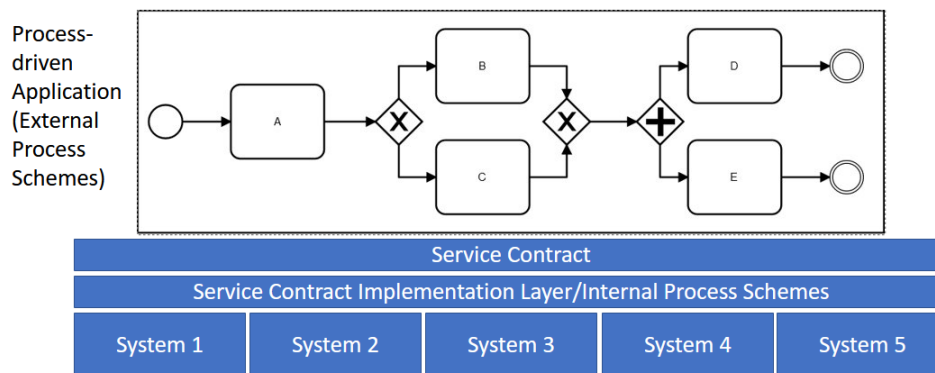 Process-
driven
Application
(External
Process
Schemes)
A
B
C
D
E
Service Contract
Service Contract Implementation Layer/Internal Process Schemes
System 1
System 2
System 3
System 4
System 5